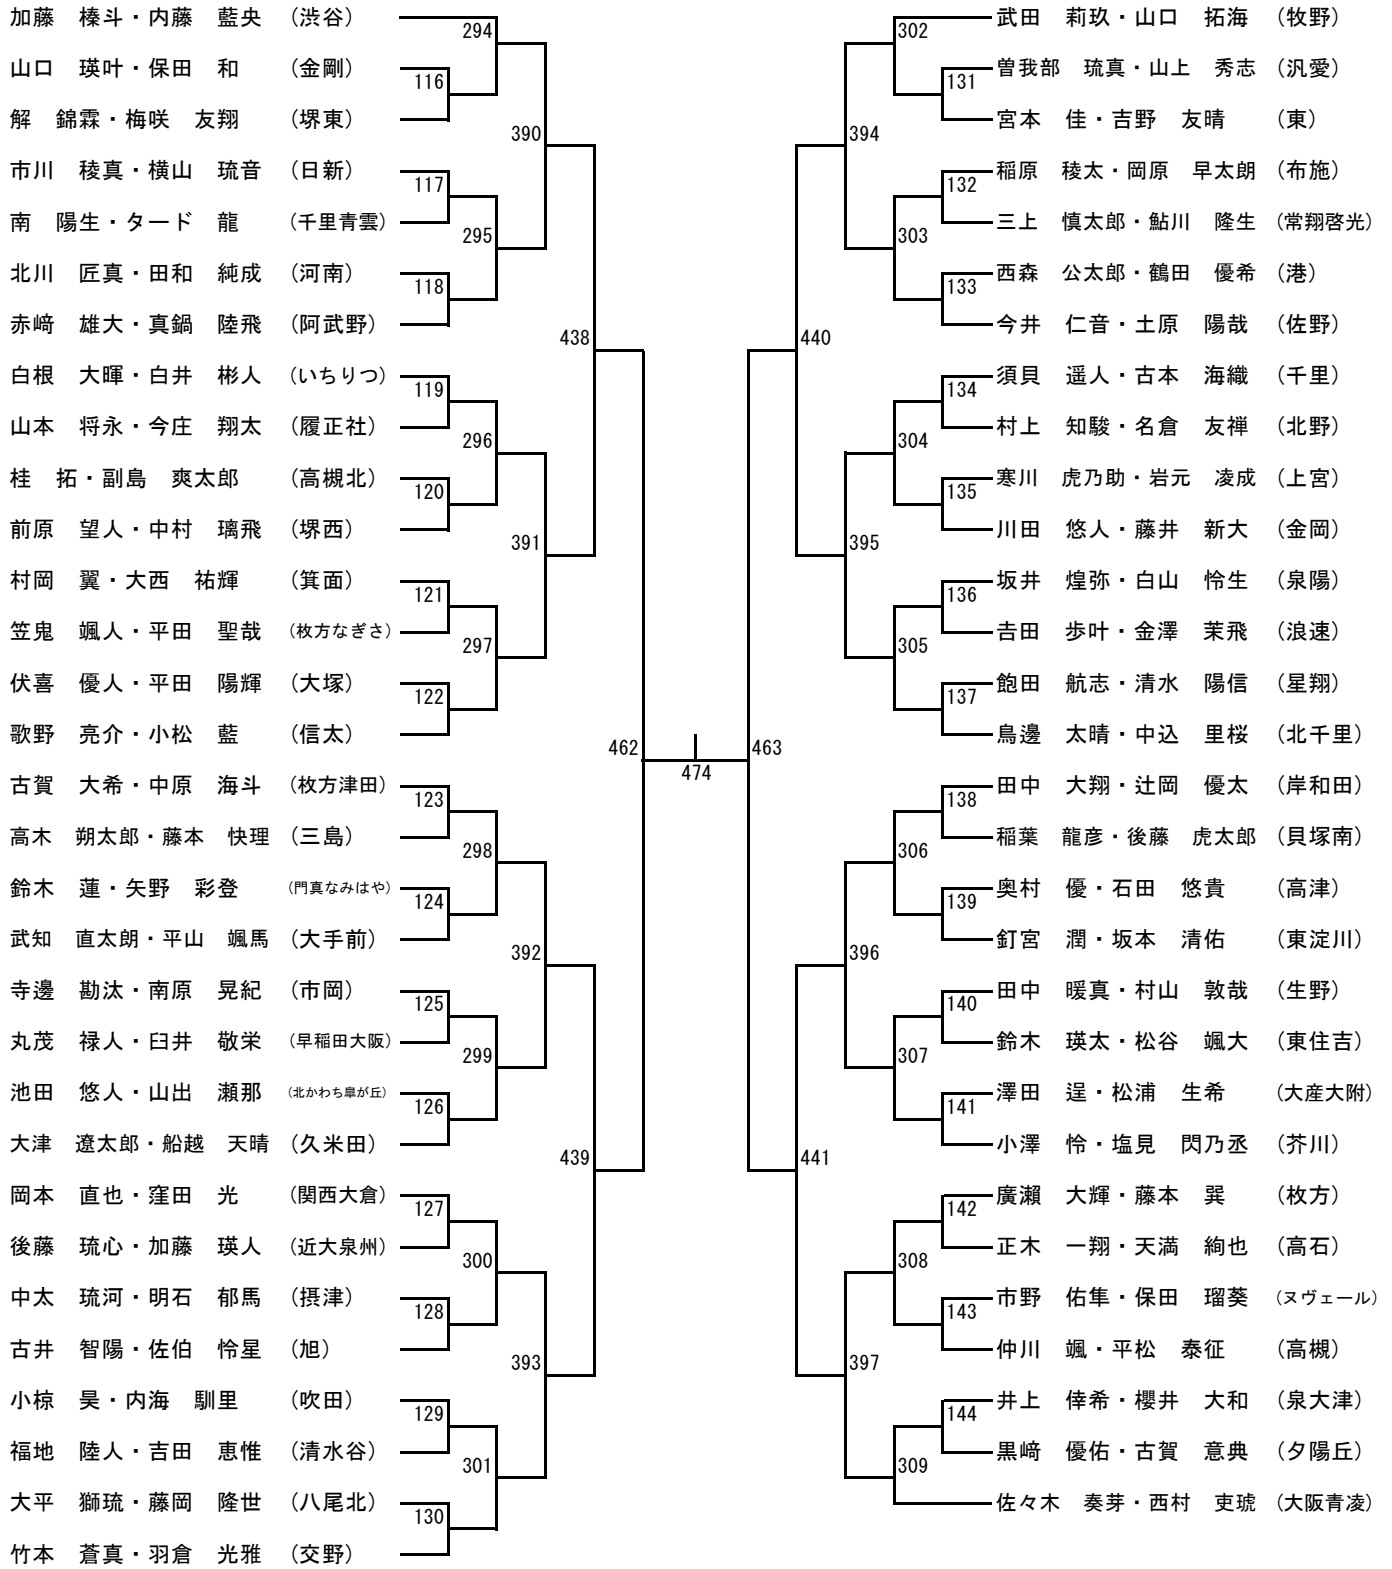 加藤　榛斗・内藤　藍央　（渋谷）
山口　瑛叶・保田　和　（金剛）
解　錦霖・梅咲　友翔　（堺東）
市川　稜真・横山　琉音　（日新）
南　陽生・タード　龍　（千里青雲）
北川　匠真・田和　純成　（河南）
赤﨑　雄大・真鍋　陸飛　（阿武野）
白根　大暉・白井　彬人　（いちりつ）
山本　将永・今庄　翔太　（履正社）
桂　拓・副島　爽太郎　（高槻北）
前原　望人・中村　璃飛　（堺西）
村岡　翼・大西　祐輝　（箕面）
笠鬼　颯人・平田　聖哉　（枚方なぎさ）
伏喜　優人・平田　陽輝　（大塚）
歌野　亮介・小松　藍　（信太）
古賀　大希・中原　海斗　（枚方津田）
高木　朔太郎・藤本　快理　（三島）
鈴木　蓮・矢野　彩登　（門真なみはや）
武知　直太朗・平山　颯馬　（大手前）
寺邊　勘汰・南原　晃紀　（市岡）
丸茂　禄人・臼井　敬栄　（早稲田大阪）
池田　悠人・山出　瀬那　（北かわち皐が丘）
大津　遼太郎・船越　天晴　（久米田）
岡本　直也・窪田　光　（関西大倉）
後藤　琉心・加藤　瑛人　（近大泉州）
中太　琉河・明石　郁馬　（摂津）
古井　智陽・佐伯　怜星　（旭）
小椋　昊・内海　馴里　（吹田）
福地　陸人・吉田　恵惟　（清水谷）
大平　獅琉・藤岡　隆世　（八尾北）
竹本　蒼真・羽倉　光雅　（交野）
294
116
390
117
295
118
438
119
296
120
391
121
297
122
462
123
298
124
392
125
299
126
439
127
300
128
393
129
301
130
474
463
302
131
394
132
303
133
440
134
304
135
395
136
305
137
138
306
139
396
140
307
141
441
142
308
143
397
144
309
武田　莉玖・山口　拓海　（牧野）
曽我部　琉真・山上　秀志　（汎愛）
宮本　佳・吉野　友晴　（東）
稲原　稜太・岡原　早太朗　（布施）
三上　慎太郎・鮎川　隆生　（常翔啓光）
西森　公太郎・鶴田　優希　（港）
今井　仁音・土原　陽哉　（佐野）
須貝　遥人・古本　海織　（千里）
村上　知駿・名倉　友禅　（北野）
寒川　虎乃助・岩元　凌成　（上宮）
川田　悠人・藤井　新大　（金岡）
坂井　煌弥・白山　怜生　（泉陽）
𠮷田　歩叶・金澤　茉飛　（浪速）
飽田　航志・清水　陽信　（星翔）
鳥邊　太晴・中込　里桜　（北千里）
田中　大翔・辻岡　優太　（岸和田）
稲葉　龍彦・後藤　虎太郎　（貝塚南）
奥村　優・石田　悠貴　（高津）
釘宮　潤・坂本　清佑　（東淀川）
田中　暖真・村山　敦哉　（生野）
鈴木　瑛太・松谷　颯大　（東住吉）
澤田　逞・松浦　生希　（大産大附）
小澤　怜・塩見　閃乃丞　（芥川）
廣瀨　大輝・藤本　巽　（枚方）
正木　一翔・天満　絢也　（高石）
市野　佑隼・保田　瑠葵　（ヌヴェール）
仲川　颯・平松　泰征　（高槻）
井上　倖希・櫻井　大和　（泉大津）
黒﨑　優佑・古賀　意典　（夕陽丘）
佐々木　奏芽・西村　吏琥　（大阪青凌）